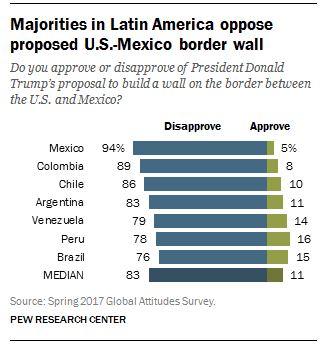 Majorities in Latin America oppose
proposed U.S.-Mexico border wall
Do you approve or disapprove of President Donald
Trump's proposal to build a wall on the border between
the U.S. and Mexico?
Disapprove Approve
Mexico 94% 5%
Colombia 89 8
Chile 86 10
Argentina 83 11
Venezuela 79 14
Peru 78 16
Brazil 76 15
MEDIAN 83 11
Source: Spring 2017 Global Attitudes Survey.
PEW RESEARCH CENTER